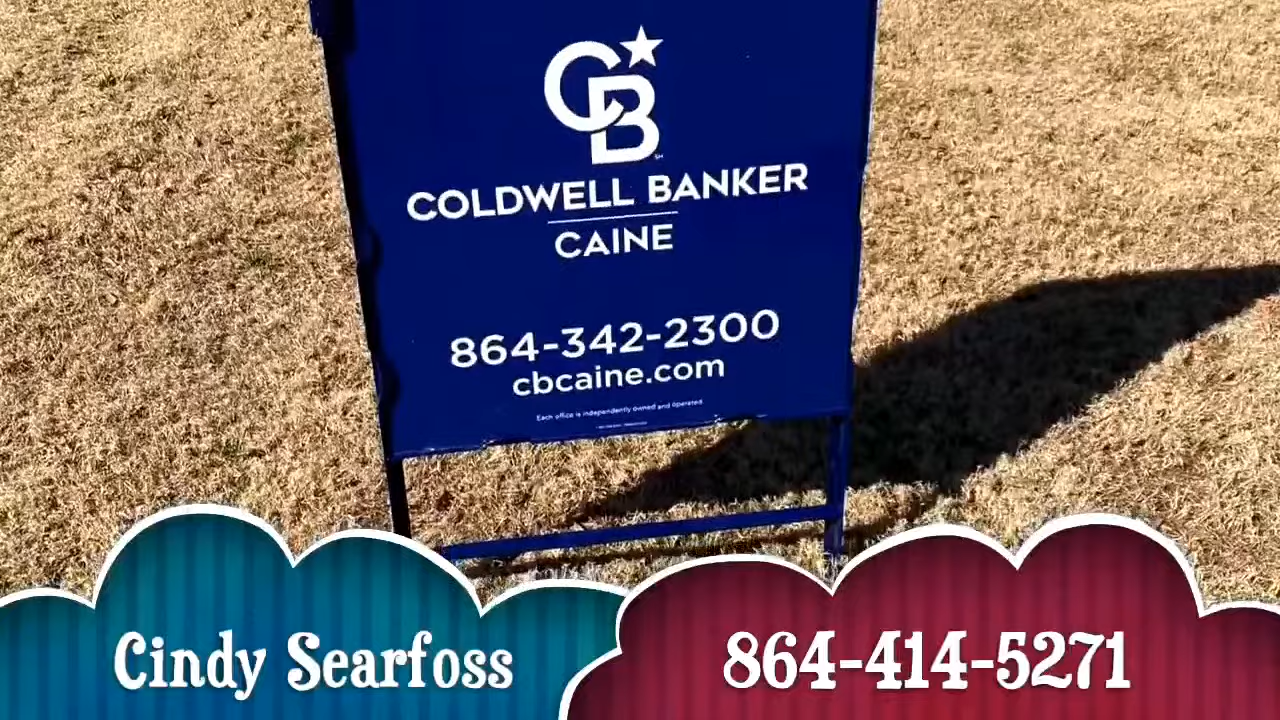 CB
COLDWELL BANKER
CAINE
864-342-2300
cbcaine.com
Each office is independently owned and operated.
Cindy Searfoss
864-414-5271